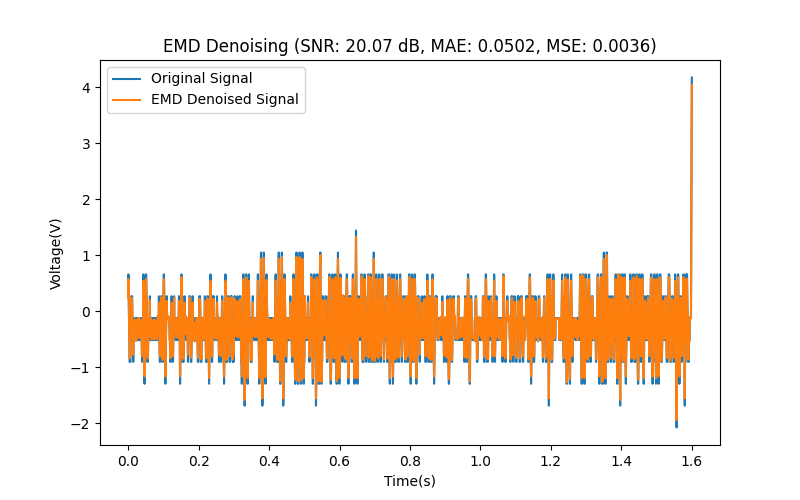 EMD Denoising (SNR: 20.07 dB, MAE: 0.0502, MSE: 0.0036)
Original Signal
EMD Denoised Signal
Voltage(V)
4
3
2
1
0
−1
−2
0.0 0.2 0.4 0.6 0.8 1.0 1.2 1.4 1.6
Time(s)